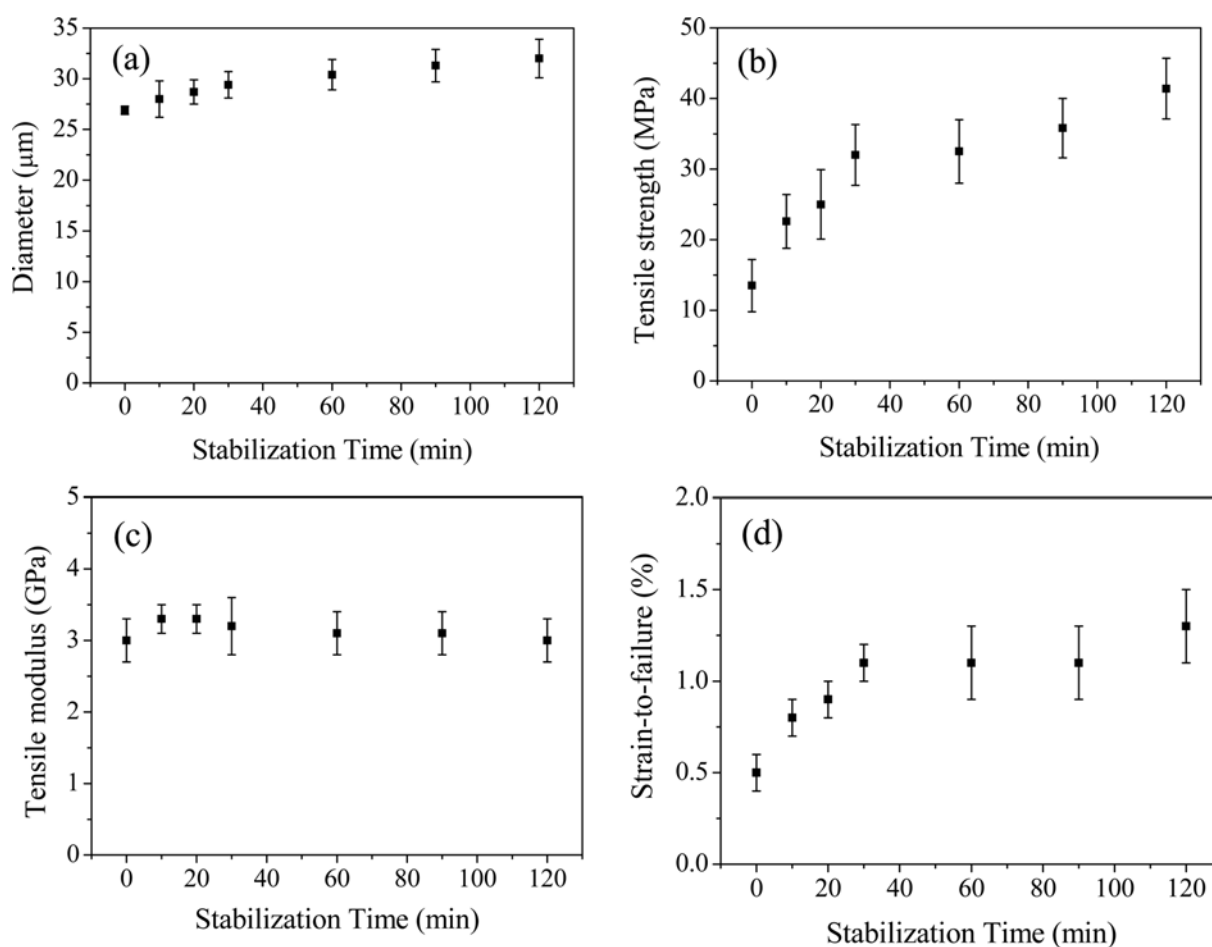 (a)
Diameter (μm)
35
30
25
20
15
10
5
0
0 20 40 60 80 100 120
Stabilization Time (min)
(b)
Tensile strength (MPa)
50
40
30
20
10
0
0 20 40 60 80 100 120
Stabilization Time (min)
(c)
Tensile modulus (GPa)
5
4
3
2
1
0
0 20 40 60 80 100 120
Stabilization Time (min)
(d)
Strain-to-failure (%)
2.0
1.5
1.0
0.5
0.0
0 20 40 60 80 100 120
Stabilization Time (min)